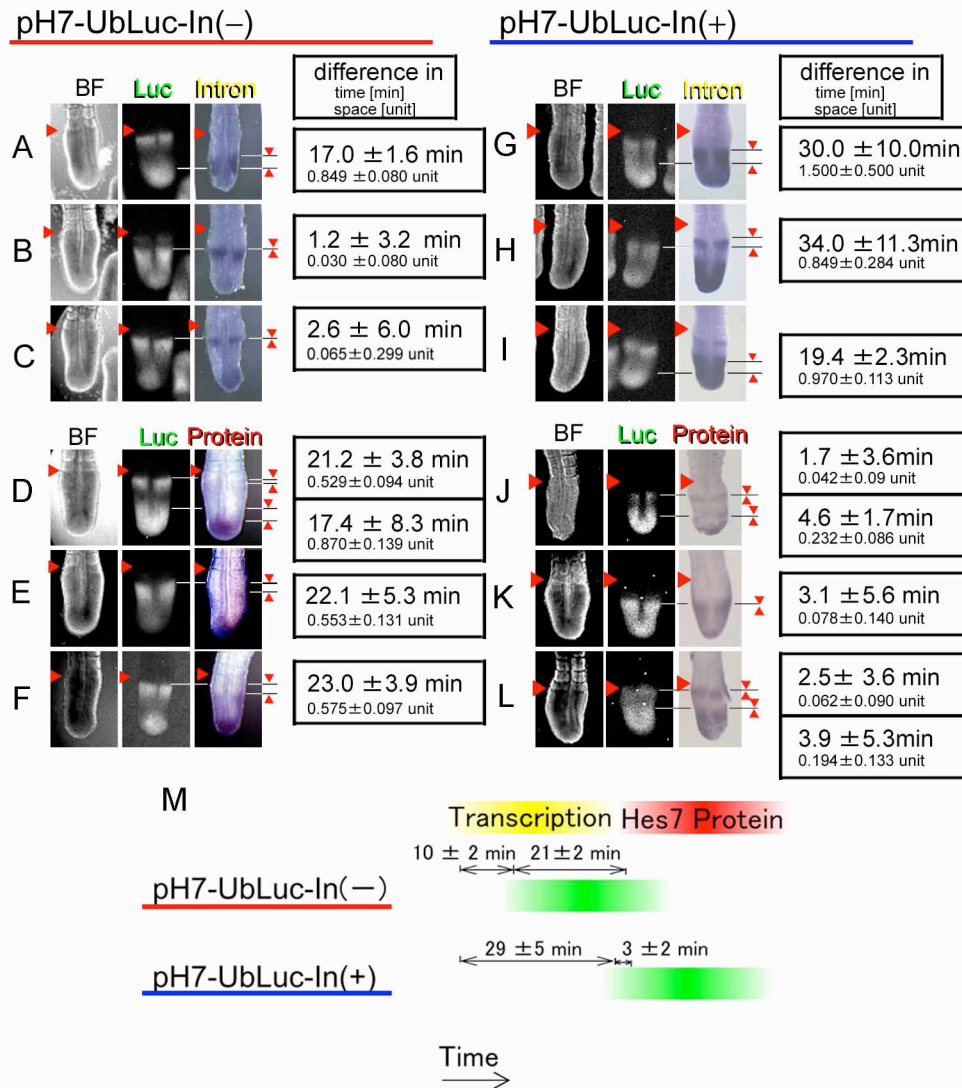 pH7-UbLuc-In(−)
BF Luc Intron
difference in
time [min]
space [unit]
A
17.0 ±1.6 min
0.849 ±0.080 unit
B
1.2 ± 3.2 min
0.030 ±0.080 unit
C
2.6 ± 6.0 min
0.065±0.299 unit
BF Luc Protein
D
21.2 ± 3.8 min
0.529±0.094 unit
17.4 ± 8.3 min
0.870±0.139 unit
E
22.1 ±5.3 min
0.553±0.131 unit
F
23.0 ±3.9 min
0.575±0.097 unit
pH7-UbLuc-In(+)
BF Luc Intron
difference in
time [min]
space [unit]
G
30.0 ±10.0min
1.500±0.500 unit
H
34.0 ±11.3min
0.849±0.284 unit
I
19.4 ±2.3min
0.970±0.113 unit
BF Luc Protein
J
1.7 ±3.6min
0.042±0.09 unit
4.6 ±1.7min
0.232±0.086 unit
K
3.1 ±5.6 min
0.078±0.140 unit
L
2.5± 3.6 min
0.062±0.090 unit
3.9 ±5.3min
0.194±0.133 unit
M
Transcription Hes7 Protein
10 ± 2 min 21±2 min
pH7-UbLuc-In(−)
29 ±5 min 3 ±2 min
pH7-UbLuc-In(+)
Time